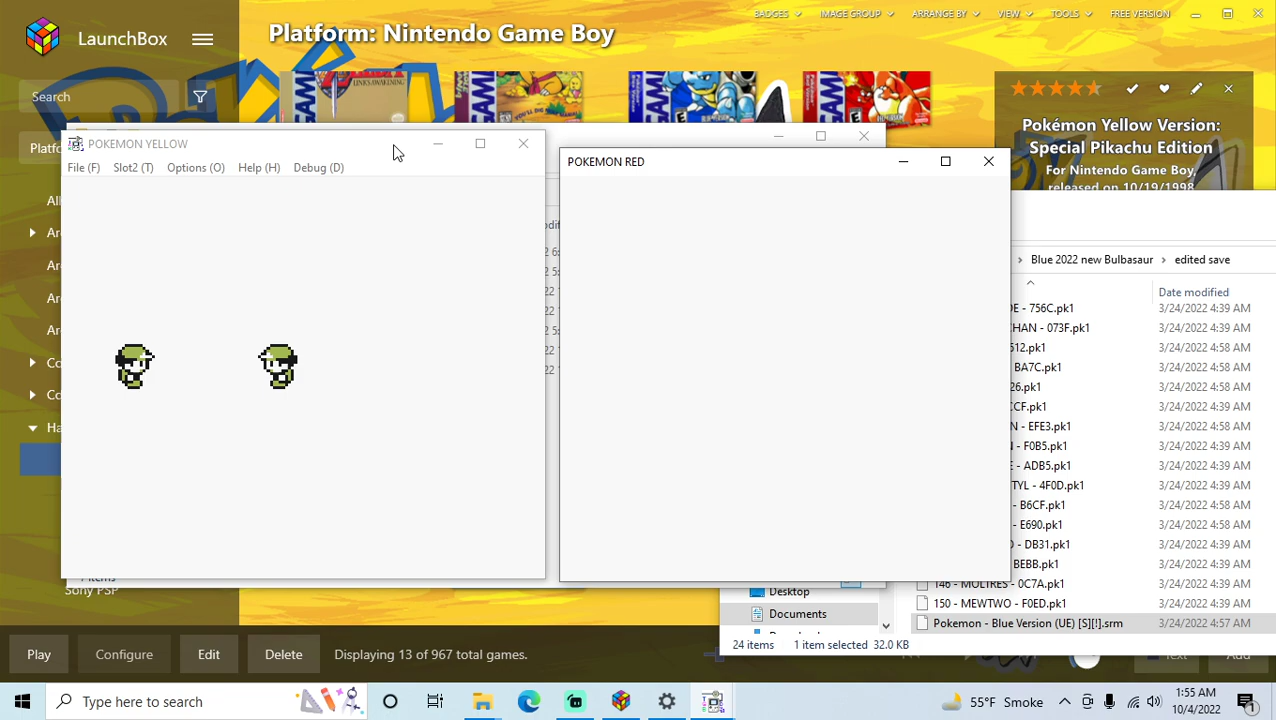 BADGES IMAGE GROUP ARRANGE BY VIEW TOOLS FREE VERSION
LaunchBox
Platform: Nintendo Game Boy
Search
Platf
POKEMON YELLOW
File (F) Slot2 (T) Options (O) Help (H) Debug (D)
POKEMON RED
Pokémon Yellow Version:
Special Pikachu Edition
For Nintendo Game Boy,
released on 10/19/1998
Blue 2022 new Bulbasaur > edited save
Date modified
DE - 756C.pk1 3/24/2022 4:39 AM
CHAN - 073F.pk1 3/24/2022 4:39 AM
512.pk1 3/24/2022 4:58 AM
BA7C.pk1 3/24/2022 4:58 AM
26.pk1 3/24/2022 4:39 AM
CCF.pk1 3/24/2022 4:39 AM
N - EFE3.pk1 3/24/2022 4:58 AM
N - F0B5.pk1 3/24/2022 4:39 AM
E - ADB5.pk1 3/24/2022 4:39 AM
TYL - 4F0D.pk1 3/24/2022 4:39 AM
- B6CF.pk1 3/24/2022 4:58 AM
- E690.pk1 3/24/2022 4:58 AM
O - DB31.pk1 3/24/2022 4:39 AM
BEBB.pk1 3/24/2022 4:39 AM
146 - MOLTRES - 0C7A.pk1 3/24/2022 4:39 AM
150 - MEWTWO - F0ED.pk1 3/24/2022 4:39 AM
Pokemon - Blue Version (UE) [S][!].srm 3/24/2022 4:57 AM
Desktop
Documents
24 items 1 item selected 32.0 KB
Sony PSP
Play Configure Edit Delete Displaying 13 of 967 total games.
Type here to search
55°F Smoke
1:55 AM
10/4/2022